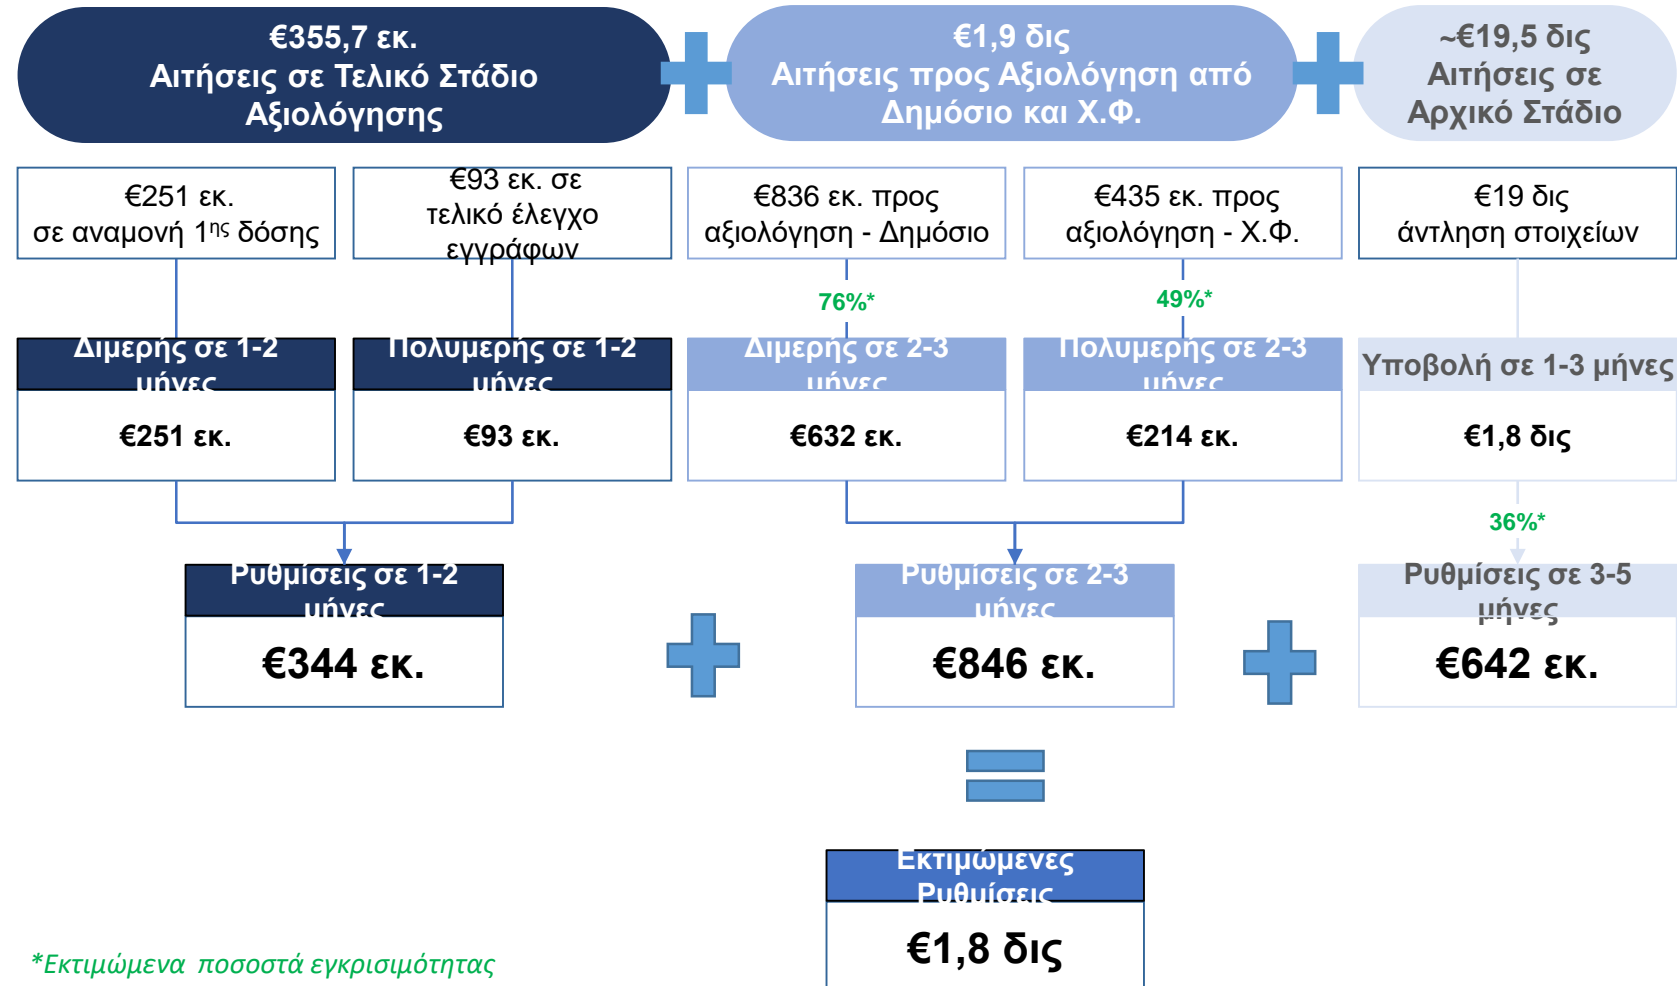 €355,7 εκ.
Αιτήσεις σε Τελικό Στάδιο
Αξιολόγησης
€1,9 δις
Αιτήσεις προς Αξιολόγηση από
Δημόσιο και Χ.Φ.
~€19,5 δις
Αιτήσεις σε
Αρχικό Στάδιο
€251 εκ.
σε αναμονή 1ης δόσης
€93 εκ. σε
τελικό έλεγχο
εγγράφων
€836 εκ. προς
αξιολόγηση - Δημόσιο
€435 εκ. προς
αξιολόγηση - Χ.Φ.
€19 δις
άντληση στοιχείων
76%*
49%*
Διμερής σε 1-2
μήνες
€251 εκ.
Πολυμερής σε 1-2
μήνες
€93 εκ.
Διμερής σε 2-3
μήνες
€632 εκ.
Πολυμερής σε 2-3
μήνες
€214 εκ.
Υποβολή σε 1-3 μήνες
€1,8 δις
36%*
Ρυθμίσεις σε 1-2
μήνες
€344 εκ.
Ρυθμίσεις σε 2-3
μήνες
€846 εκ.
Ρυθμίσεις σε 3-5
μήνες
€642 εκ.
Εκτιμώμενες
Ρυθμίσεις
€1,8 δις
*Εκτιμώμενα ποσοστά εγκρισιμότητας